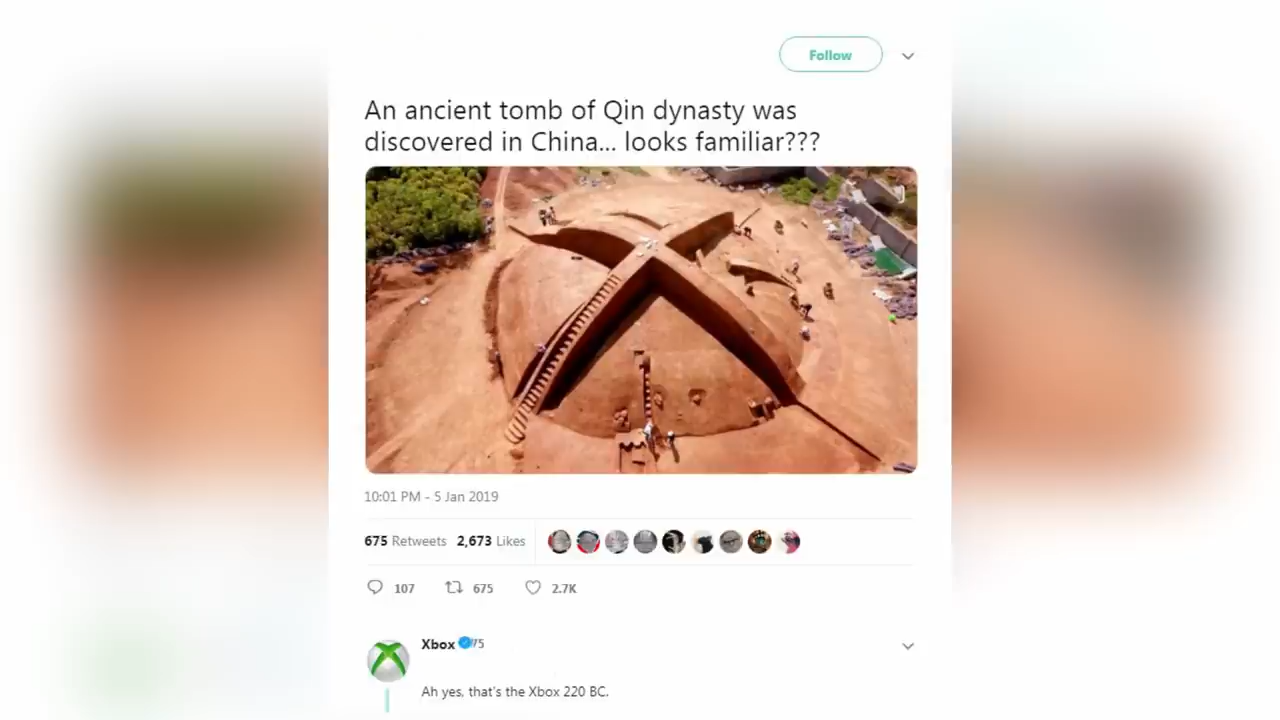 Follow
An ancient tomb of Qin dynasty was
discovered in China... looks familiar???
10:01 PM - 5 Jan 2019
675 Retweets 2,673 Likes
107 675 2.7K
Xbox 75
Ah yes, that's the Xbox 220 BC.